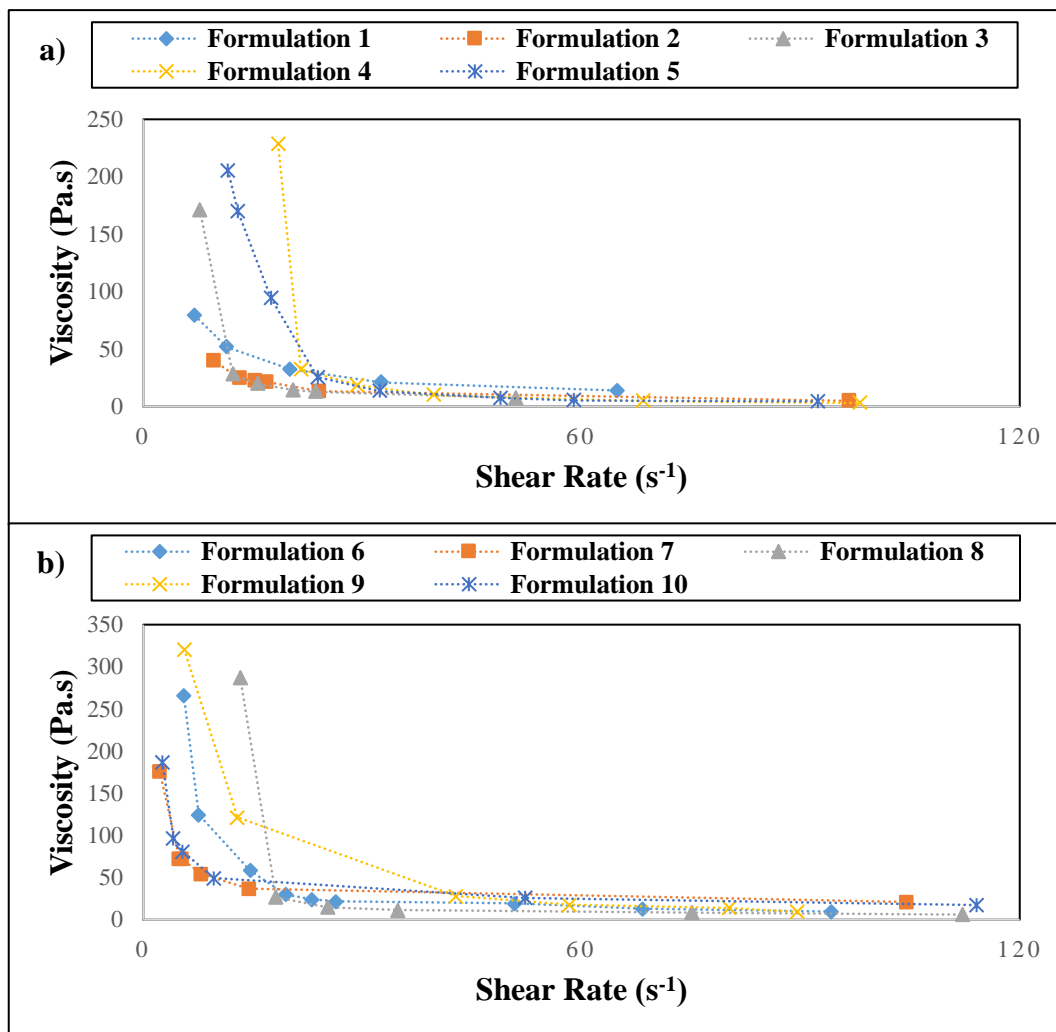 a)
Formulation 1 Formulation 2 Formulation 3
Formulation 4 Formulation 5
250
200
150
100
50
0
Viscosity (Pa.s)
0 60 120
Shear Rate (s-1)
b)
Formulation 6 Formulation 7 Formulation 8
Formulation 9 Formulation 10
350
300
250
200
150
100
50
0
Viscosity (Pa.s)
0 60 120
Shear Rate (s-1)